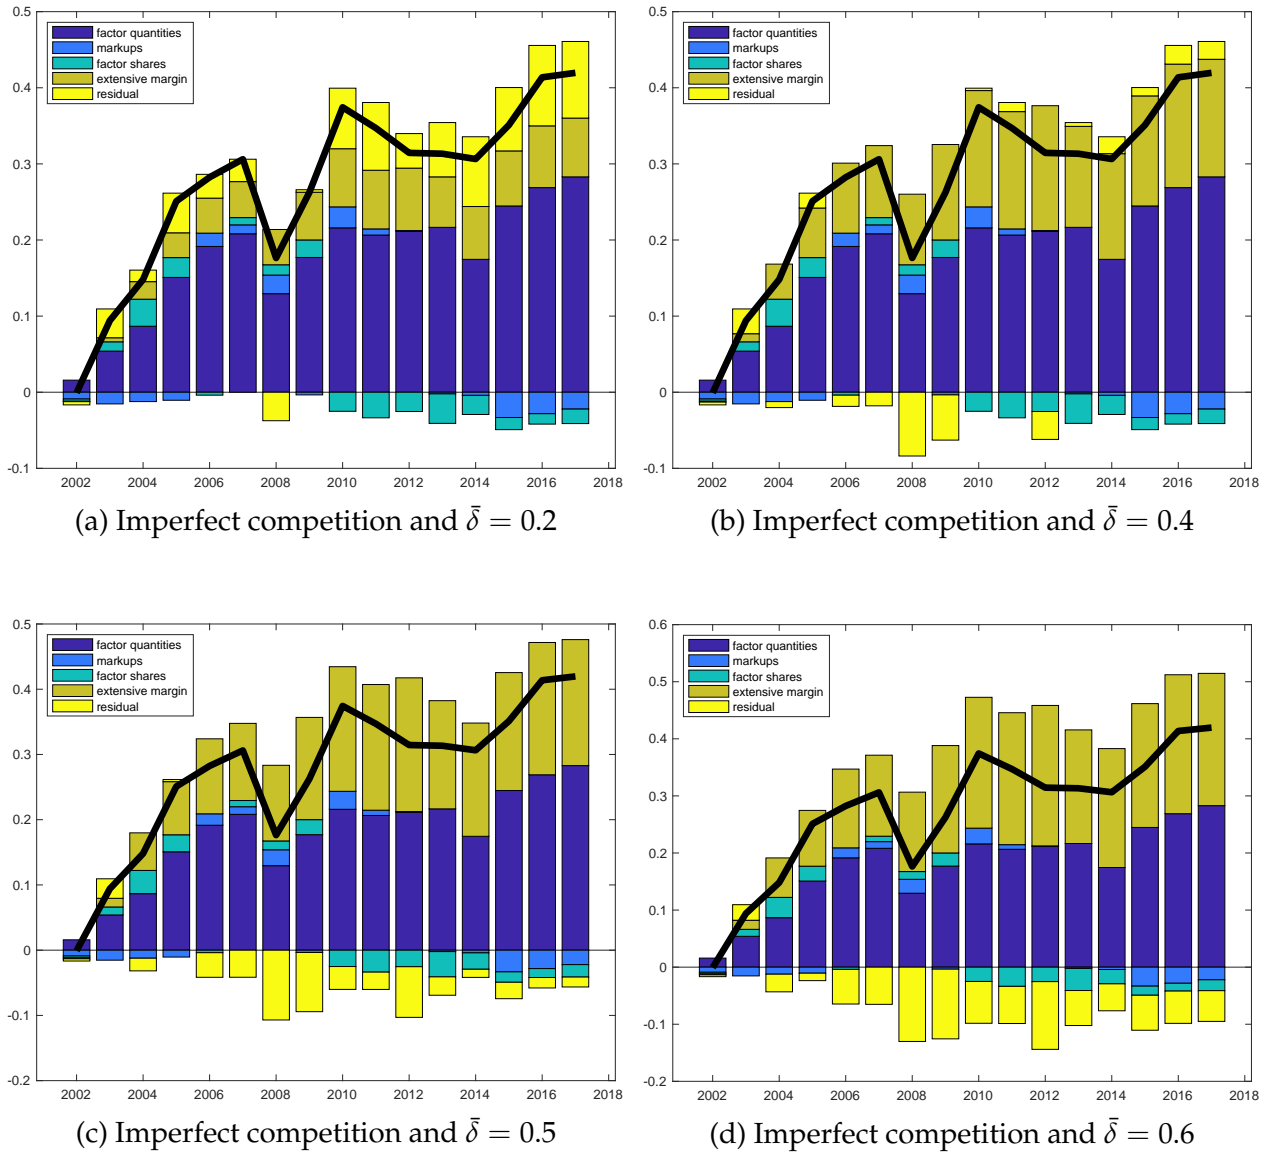 0.5
0.4
0.3
0.2
0.1
0
-0.1
factor quantities
markups
factor shares
extensive margin
residual
2002 2004 2006 2008 2010 2012 2014 2016 2018
(a) Imperfect competition and δ̄ = 0.2
0.5
0.4
0.3
0.2
0.1
0
-0.1
factor quantities
markups
factor shares
extensive margin
residual
2002 2004 2006 2008 2010 2012 2014 2016 2018
(b) Imperfect competition and δ̄ = 0.4
0.5
0.4
0.3
0.2
0.1
0
-0.1
-0.2
factor quantities
markups
factor shares
extensive margin
residual
2002 2004 2006 2008 2010 2012 2014 2016 2018
(c) Imperfect competition and δ̄ = 0.5
0.6
0.5
0.4
0.3
0.2
0.1
0
-0.1
-0.2
factor quantities
markups
factor shares
extensive margin
residual
2002 2004 2006 2008 2010 2012 2014 2016 2018
(d) Imperfect competition and δ̄ = 0.6